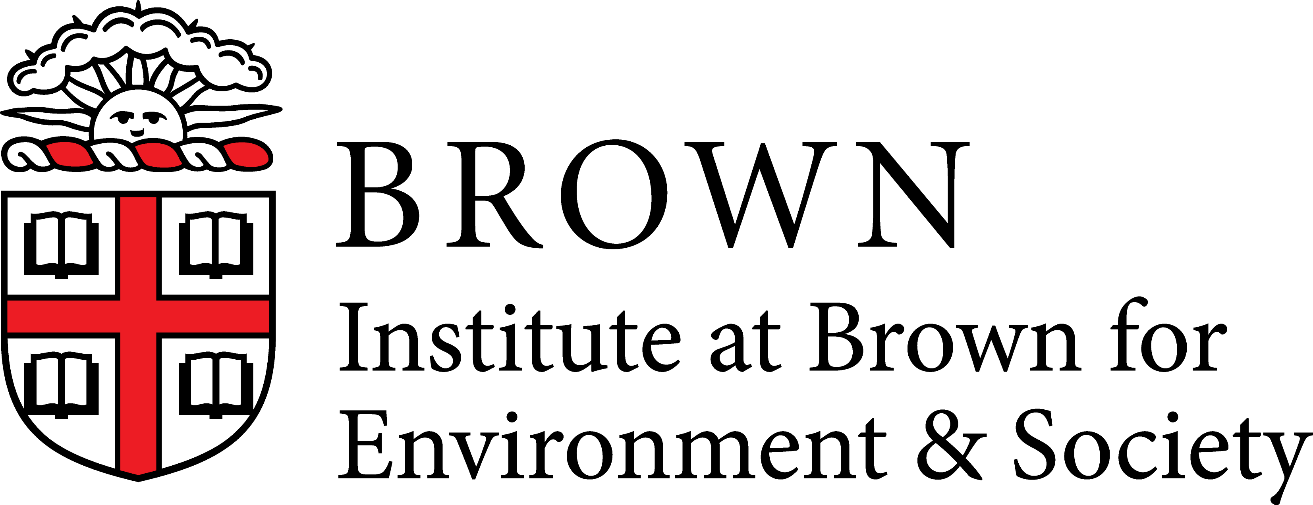 BROWN
Institute at Brown for
Environment & Society